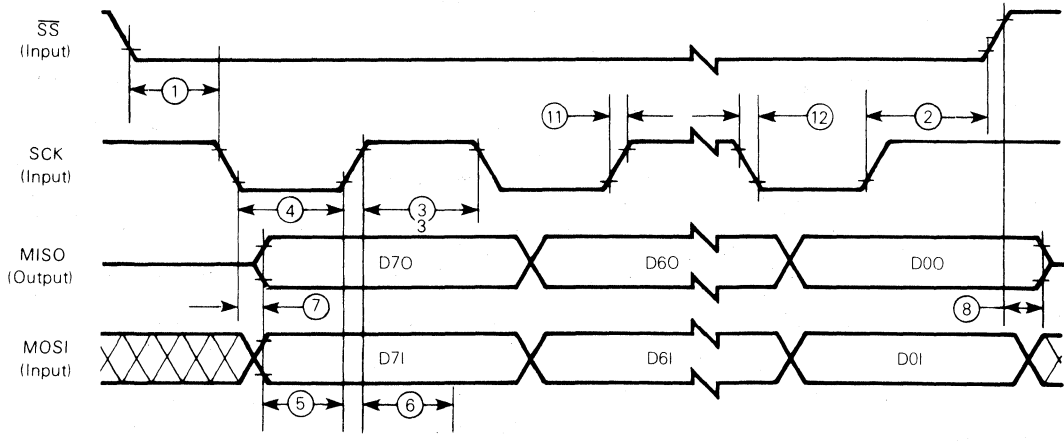 SS
(Input)
1
11
12
2
SCK
(Input)
4
3
3
MISO
(Output)
D7O
D6O
D0O
7
8
MOSI
(Input)
D7I
D6I
D0I
5
6